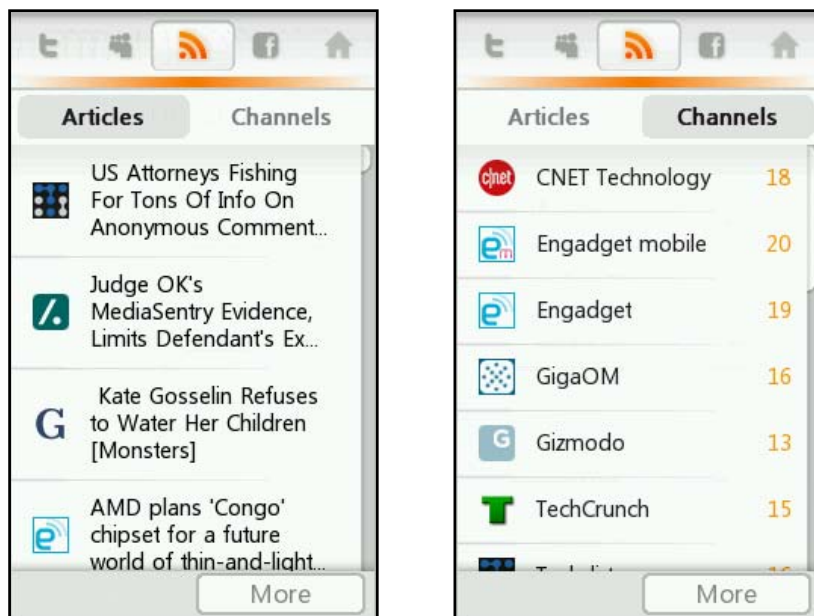 Articles
Channels
US Attorneys Fishing
For Tons Of Info On
Anonymous Comment...
Judge OK's
MediaSentry Evidence,
Limits Defendant's Ex...
Kate Gosselin Refuses
to Water Her Children
[Monsters]
AMD plans 'Congo'
chipset for a future
world of thin-and-light...
More
Articles
Channels
CNET Technology 18
Engadget mobile 20
Engadget 19
GigaOM 16
Gizmodo 13
TechCrunch 15
More